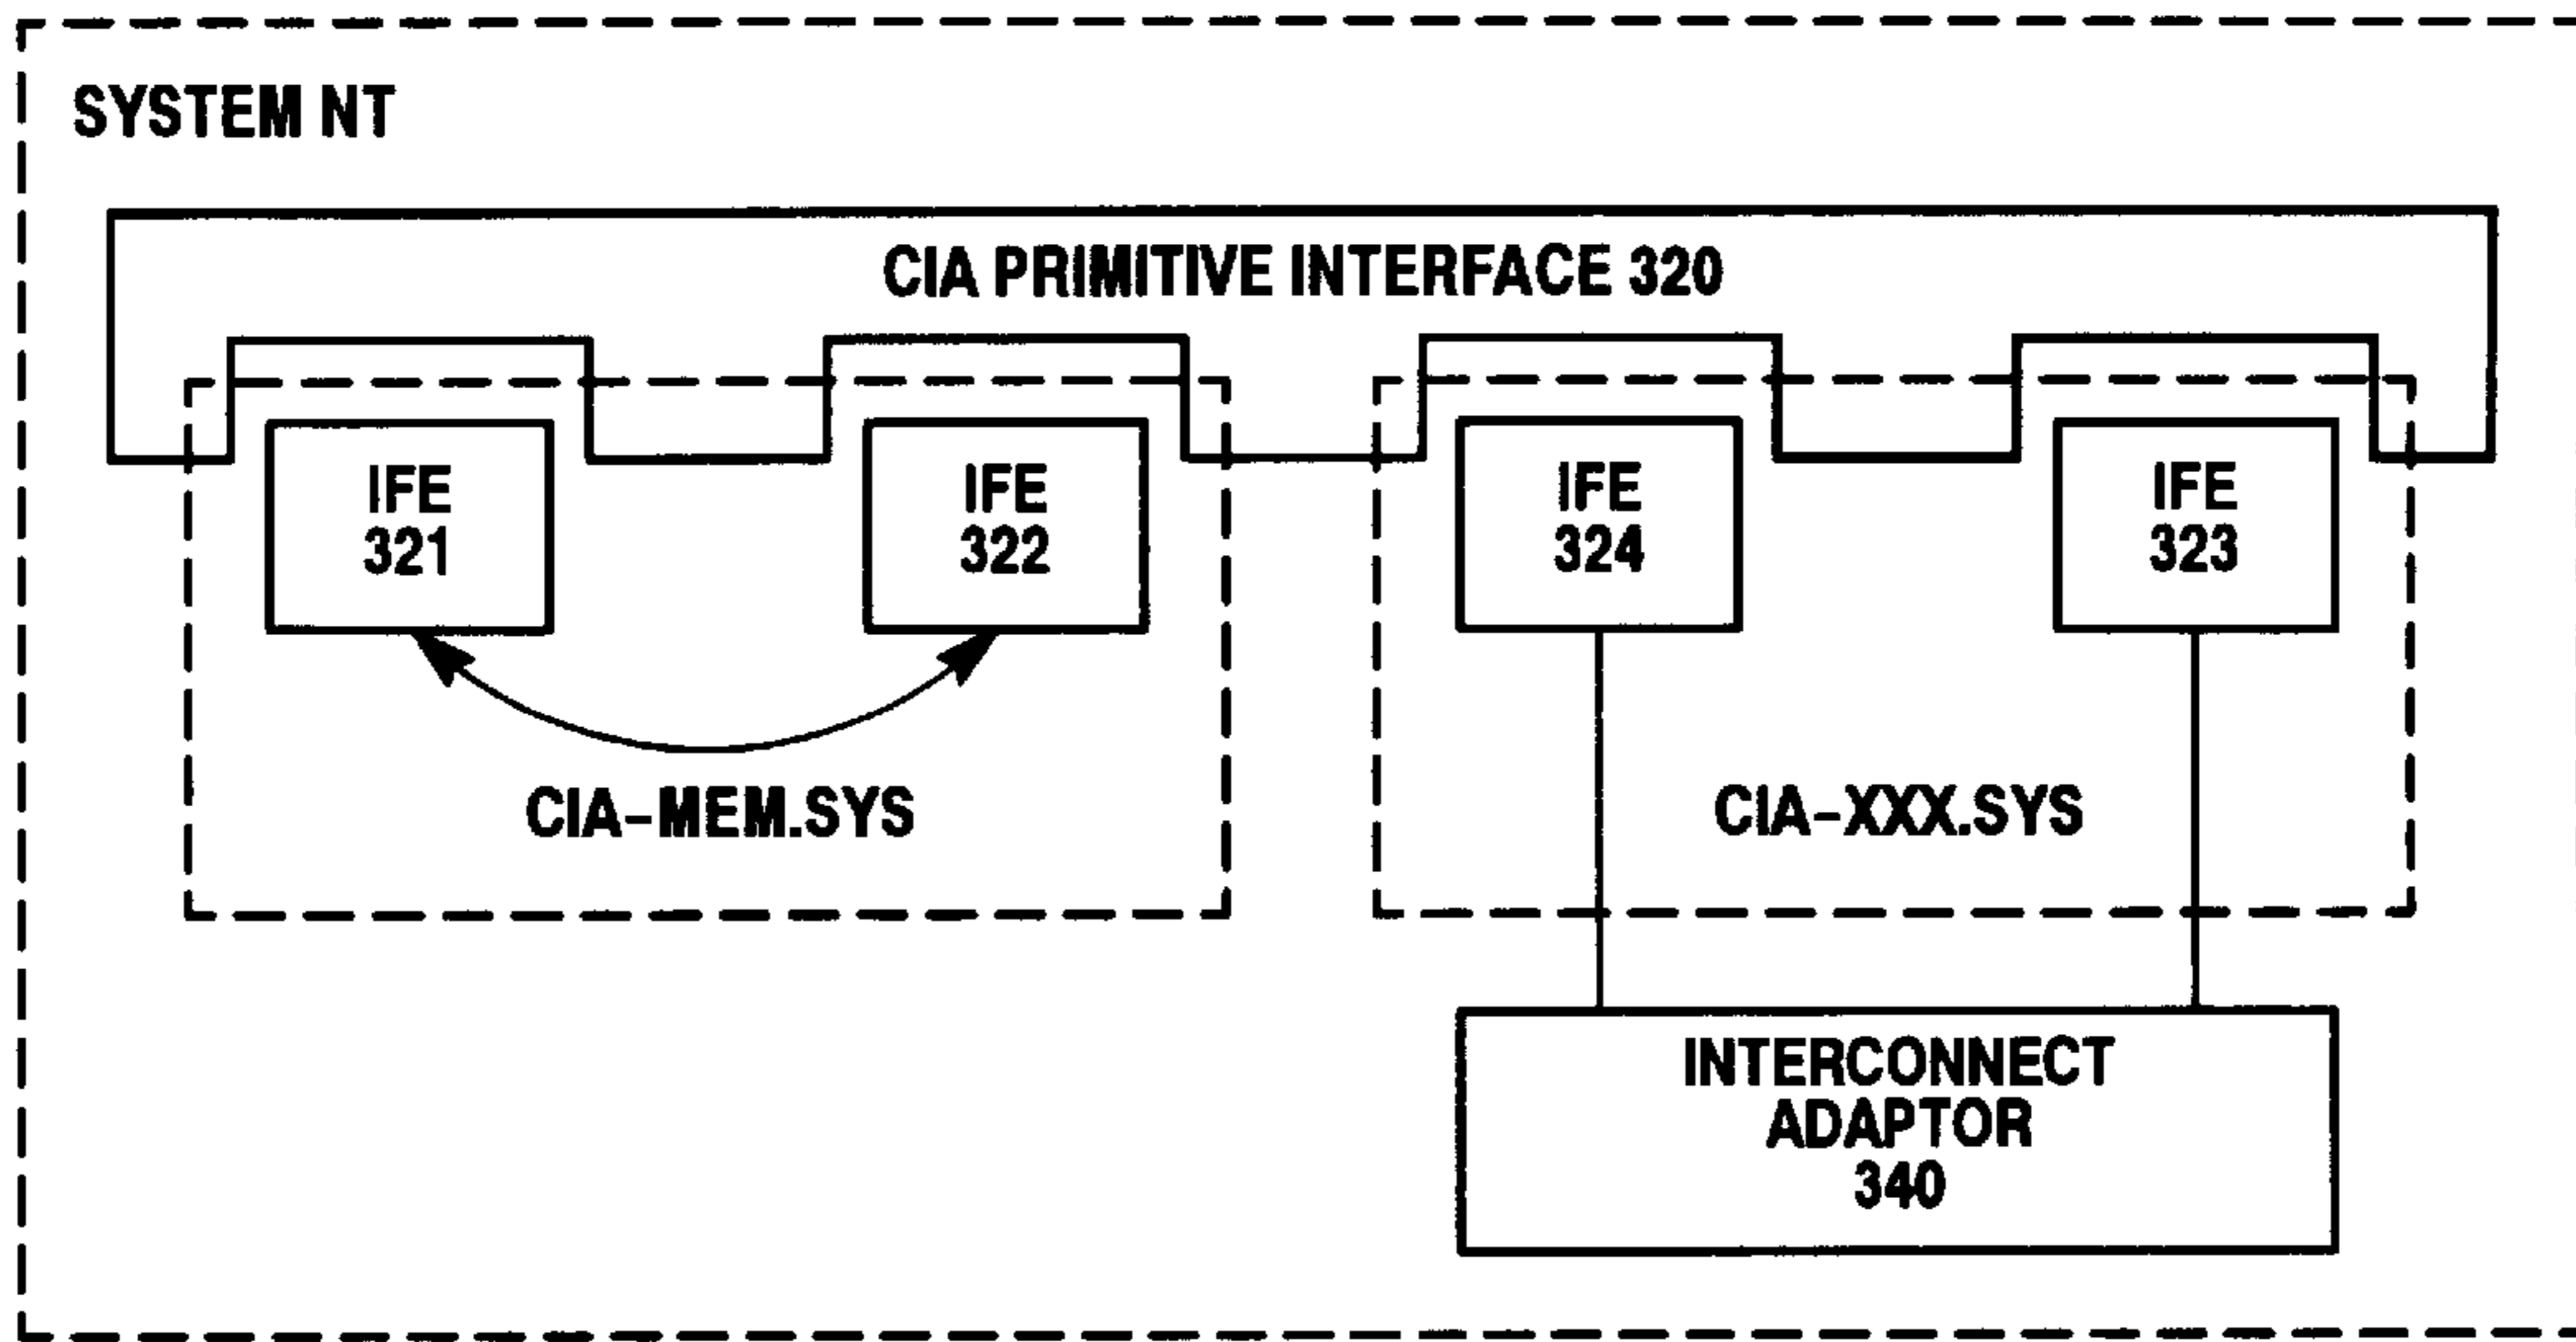 SYSTEM NT
CIA PRIMITIVE INTERFACE 320
IFE
321
IFE
322
IFE
324
IFE
323
CIA-MEM.SYS
CIA-XXX.SYS
INTERCONNECT
ADAPTOR
340